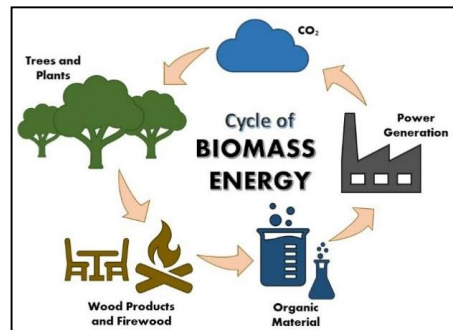 CO₂
Trees and
Plants
Cycle of
BIOMASS
ENERGY
Power
Generation
Wood Products
and Firewood
Organic
Material